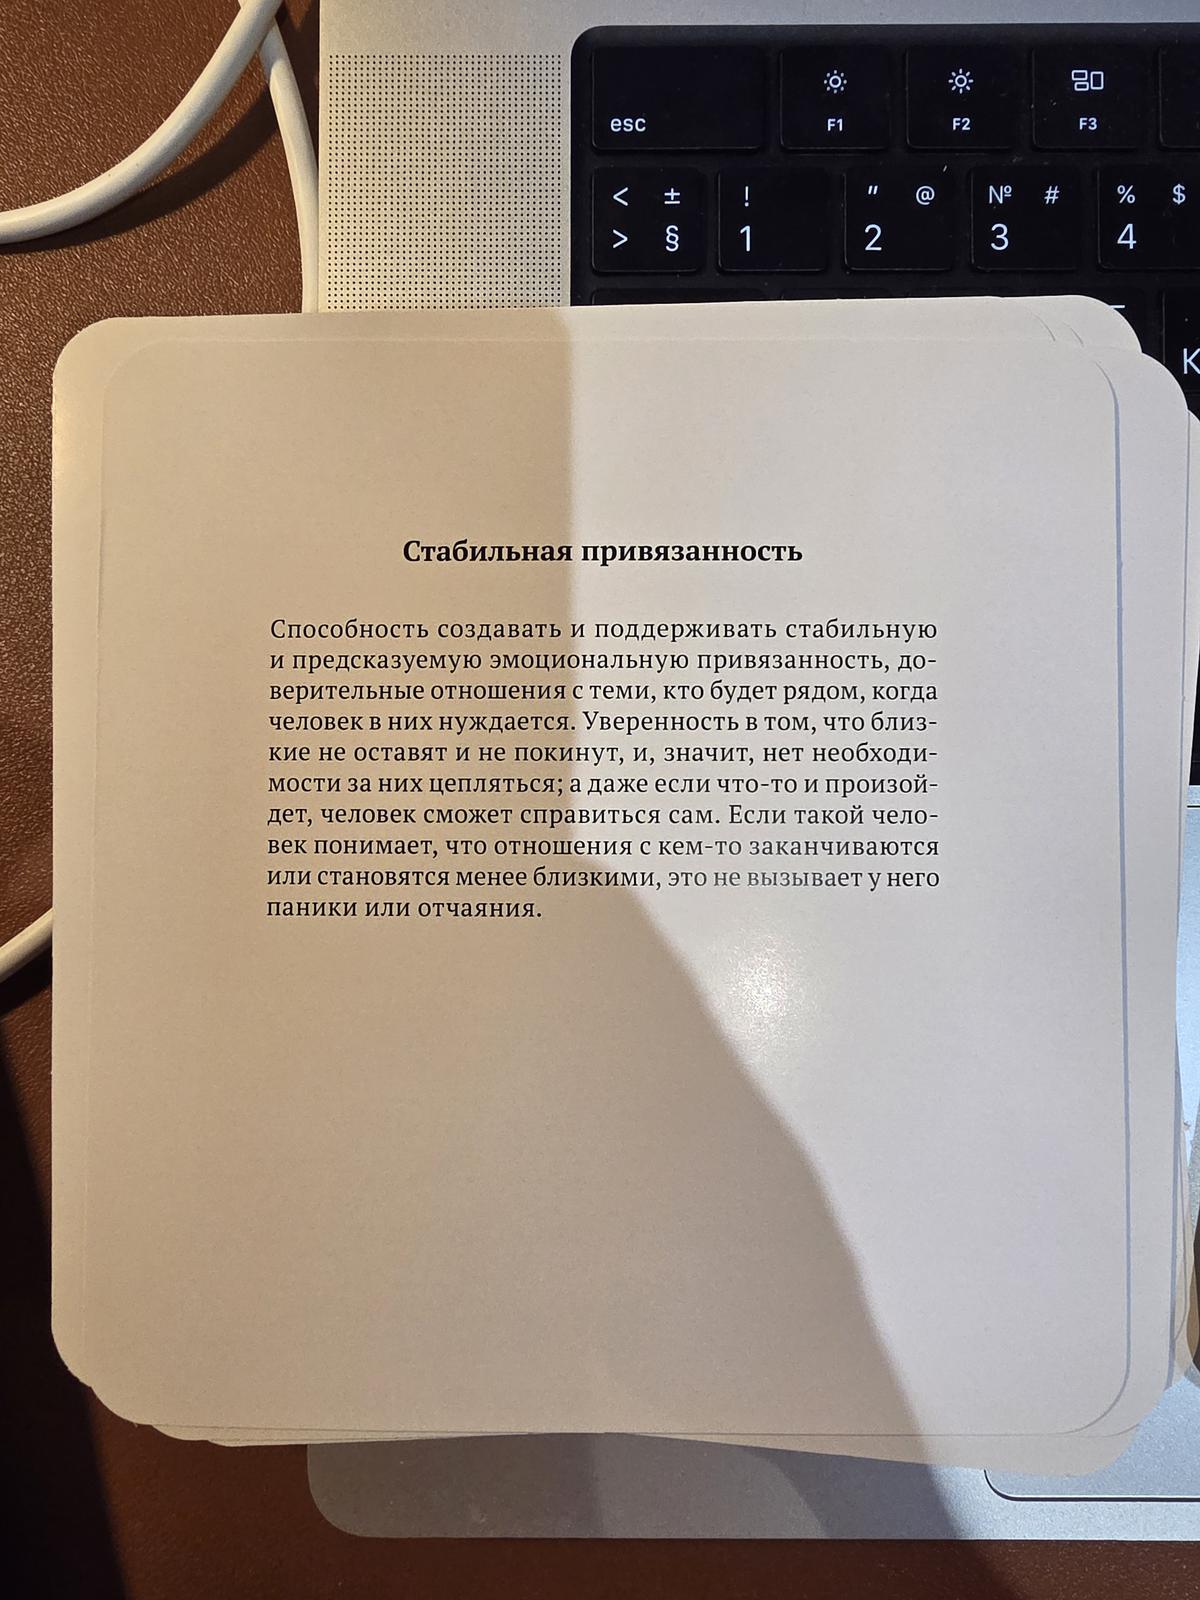 esc
F1
F2
F3
< ±
> §
!
1
" @
2
№ #
3
% $
4
К
Стабильная привязанность
Способность создавать и поддерживать стабильную
и предсказуемую эмоциональную привязанность, до-
верительные отношения с теми, кто будет рядом, когда
человек в них нуждается. Уверенность в том, что близ-
кие не оставят и не покинут, и, значит, нет необходи-
мости за них цепляться; а даже если что-то и произой-
дет, человек сможет справиться сам. Если такой чело-
век понимает, что отношения с кем-то заканчиваются
или становятся менее близкими, это не вызывает у него
паники или отчаяния.